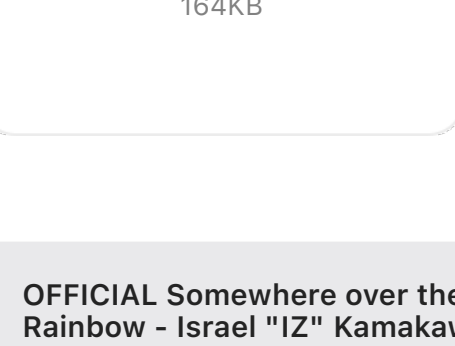 164KB
OFFICIAL Somewhere over the
Rainbow - Israel "IZ" Kamakaw